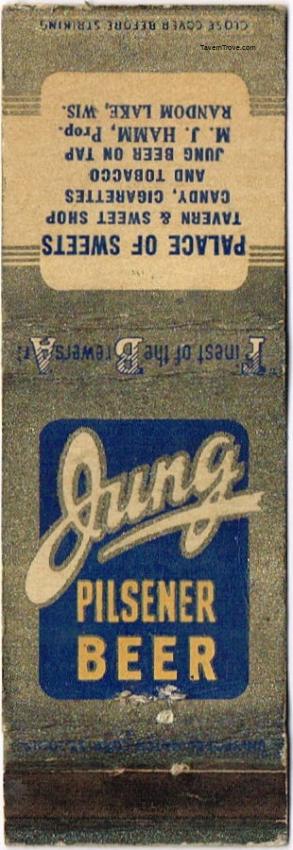 CLOSE COVER BEFORE STRIKING
TavernTrove.com
PALACE OF SWEETS
TAVERN & SWEET SHOP
CANDY, CIGARETTES
AND TOBACCO
JUNG BEER ON TAP
M. J. HAMM, Prop.
RANDOM LAKE, WIS.
Finest of the Brewers Art
Jung
PILSENER
BEER